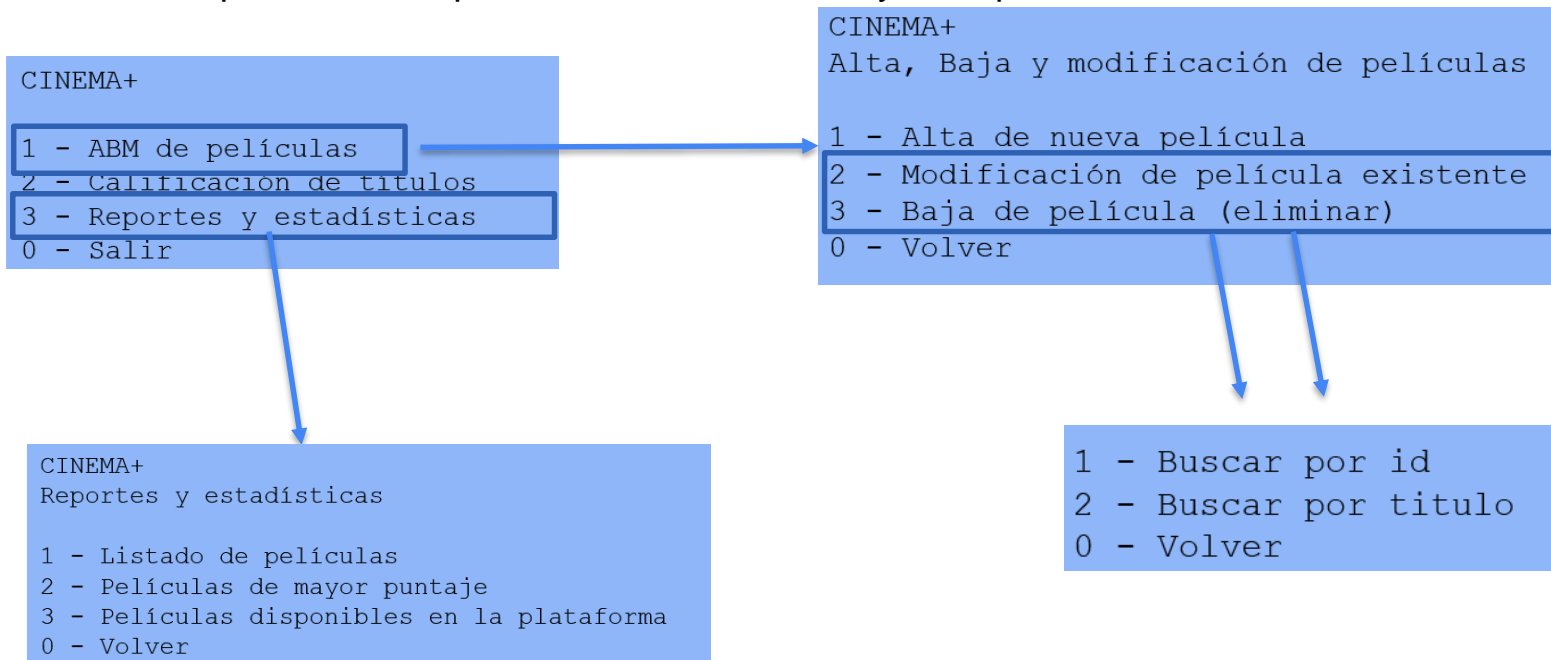 CINEMA+
1 - ABM de películas
2 - Calificación de títulos
3 - Reportes y estadísticas
0 - Salir
CINEMA+
Alta, Baja y modificación de películas
1 - Alta de nueva película
2 - Modificación de película existente
3 - Baja de película (eliminar)
0 - Volver
CINEMA+
Reportes y estadísticas
1 - Listado de películas
2 - Películas de mayor puntaje
3 - Películas disponibles en la plataforma
0 - Volver
1 - Buscar por id
2 - Buscar por titulo
0 - Volver